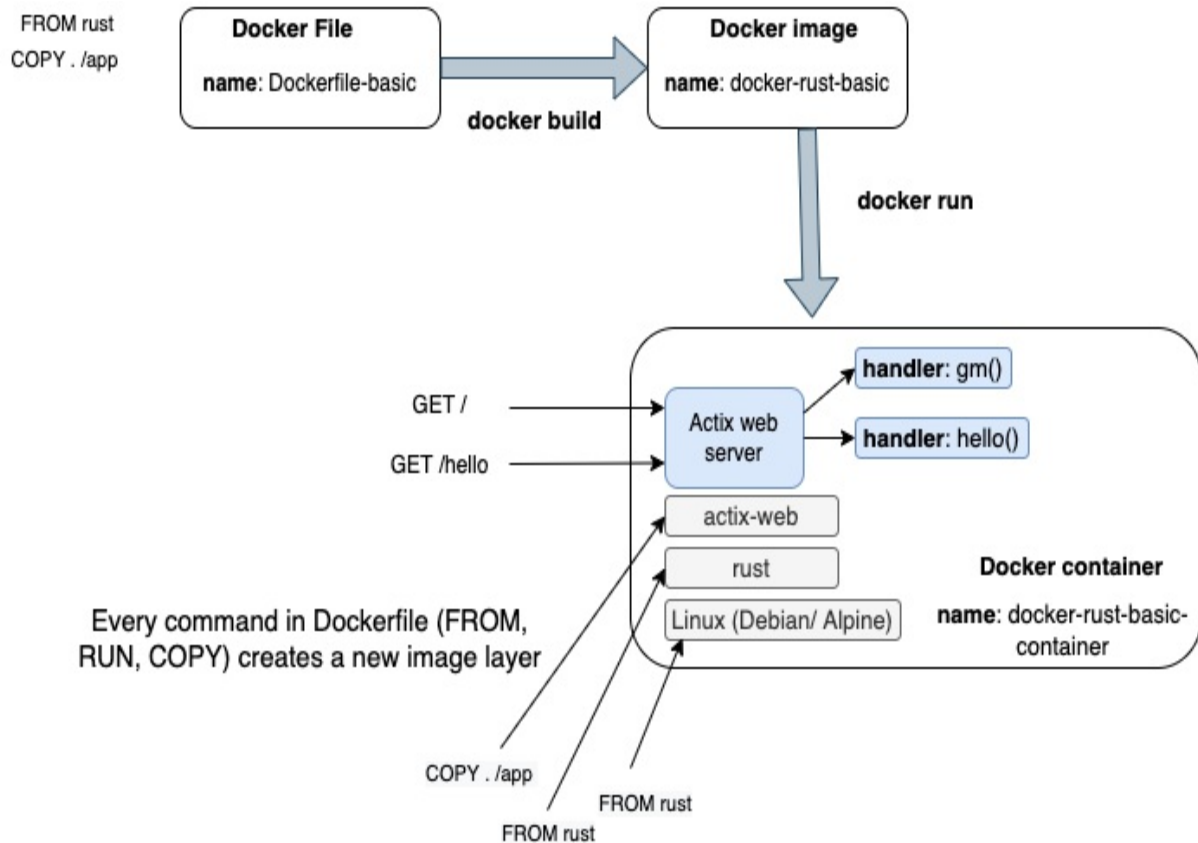 FROM rust
COPY . /app
Docker File
name: Dockerfile-basic
docker build
Docker image
name: docker-rust-basic
docker run
GET /
GET /hello
Actix web
server
handler: gm()
handler: hello()
actix-web
rust
Linux (Debian/ Alpine)
Docker container
name: docker-rust-basic-
container
Every command in Dockerfile (FROM,
RUN, COPY) creates a new image layer
COPY . /app
FROM rust
FROM rust